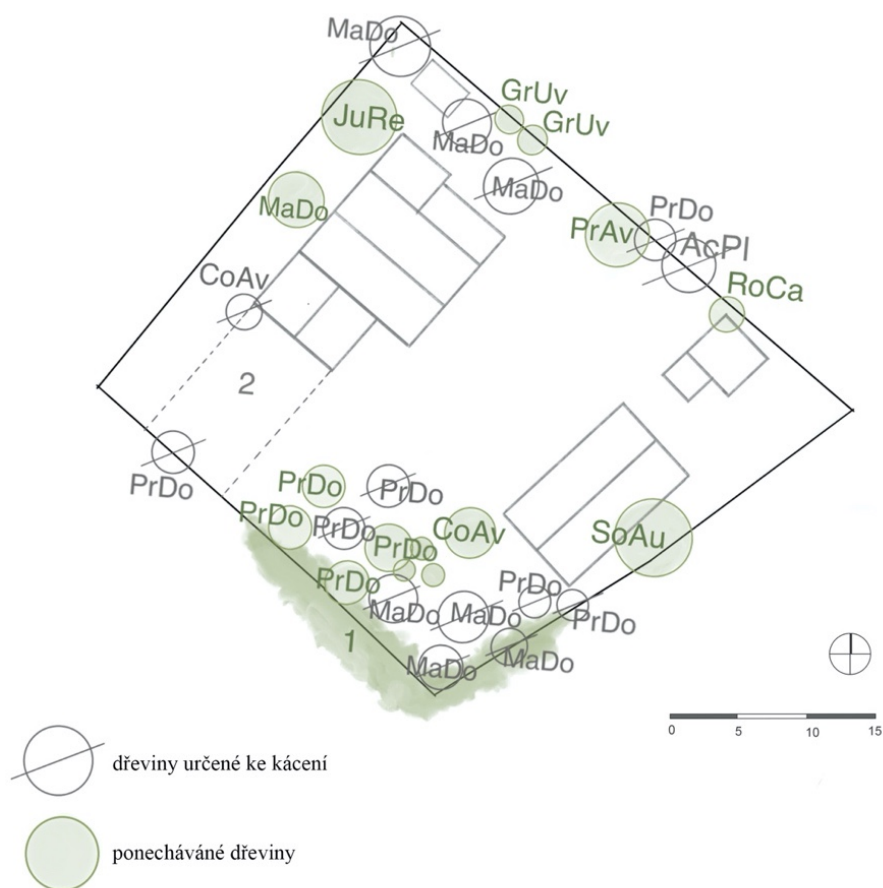 MaDo
GrUv
JuRe
GrUv
MaDo
MaDo
MaDo
PrDo
PrAv
AcPl
CoAv
RoCa
2
PrDo
PrDo
PrDo
PrDo
PrDo
CoAv
SoAu
PrDo
PrDo
PrDo
MaDo
MaDo
PrDo
1
MaDo
MaDo
0 5 10 15
dřeviny určené ke kácení
ponecháváné dřeviny